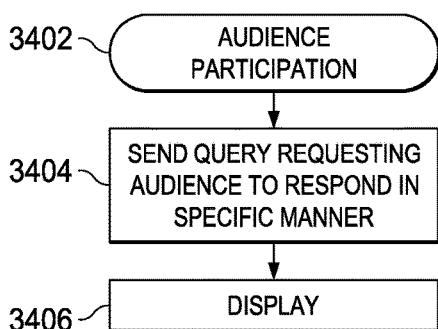 3402
AUDIENCE
PARTICIPATION
3404
SEND QUERY REQUESTING
AUDIENCE TO RESPOND IN
SPECIFIC MANNER
3406
DISPLAY